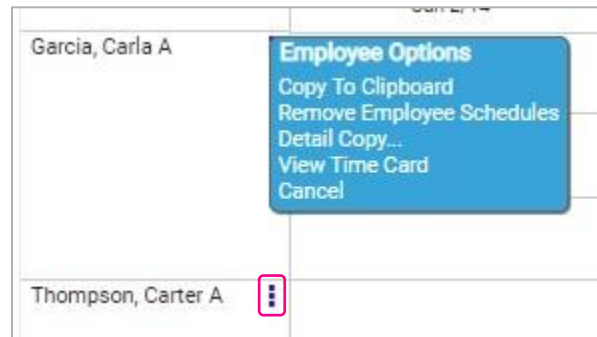 Garcia, Carla A
Employee Options
Copy To Clipboard
Remove Employee Schedules
Detail Copy...
View Time Card
Cancel
Thompson, Carter A